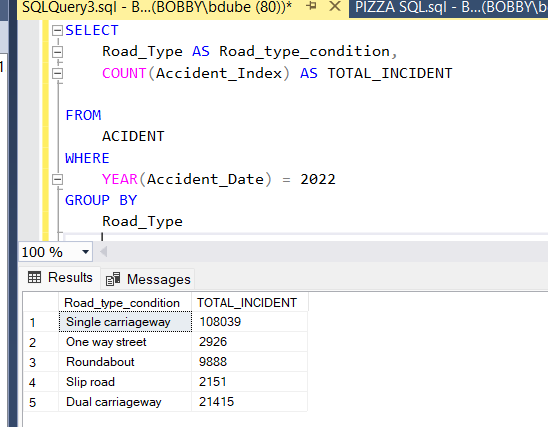 SQLQuery3.sql - B...(BOBBY\bdube (80))* PIZZA SQL.sql - B...(BOBBY\b
1
SELECT
Road_Type AS Road_type_condition,
COUNT(Accident_Index) AS TOTAL_INCIDENT
FROM
ACIDENT
WHERE
YEAR(Accident_Date) = 2022
GROUP BY
Road_Type
100 %
Results Messages
Road_type_condition TOTAL_INCIDENT
1 Single carriageway 108039
2 One way street 2926
3 Roundabout 9888
4 Slip road 2151
5 Dual carriageway 21415